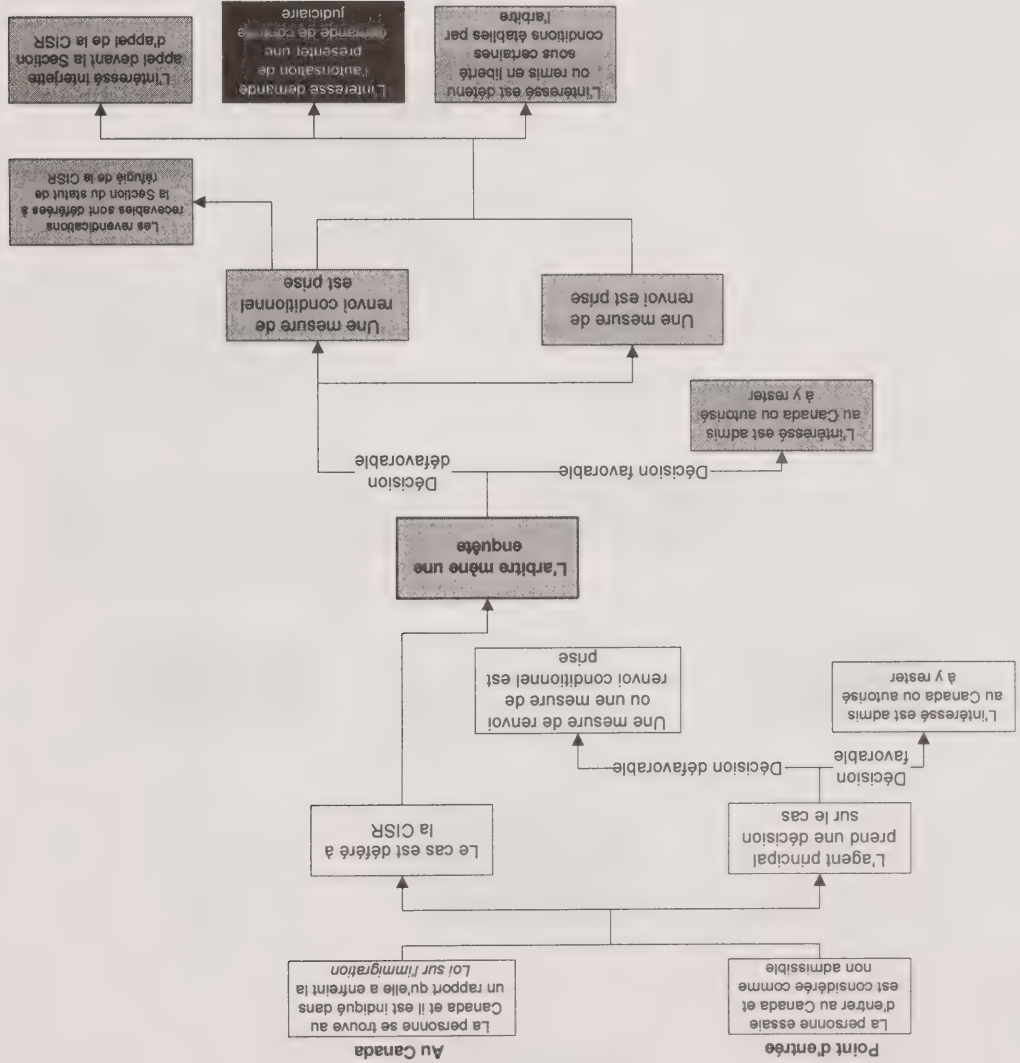 Point d'entrée
Au Canada
La personne essaie
d'entrer au Canada et
est considérée comme
non admissible
La personne se trouve au
Canada et il est indiqué dans
un rapport qu'elle a enfreint la
Loi sur l'immigration
L'agent principal
prend une décision
sur le cas
Le cas est déféré à
la CISR
Décision
favorable
Décision défavorable
L'intéressé est admis
au Canada ou autorisé
à y rester
Une mesure de renvoi
ou une mesure de
renvoi conditionnel est
prise
L'arbitre mène une
enquête
Décision favorable
Décision
défavorable
L'intéressé est admis
au Canada ou autorisé
à y rester
Une mesure de
renvoi est prise
Une mesure de
renvoi conditionnel
est prise
Les revendications
recevables sont déférées à
la Section du statut de
réfugié de la CISR
L'intéressé est détenu
ou remis en liberté
sous certaines
conditions établies par
l'arbitre
L'intéressé demande
l'autorisation de
présenter une
demande de contrôle
judiciaire
L'intéressé interjette
appel devant la Section
d'appel de la CISR